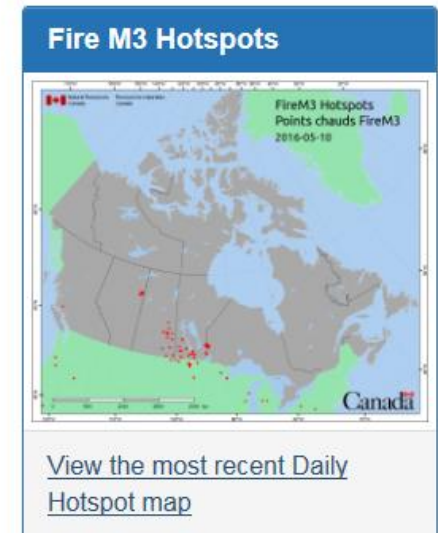 Fire M3 Hotspots
FireM3 Hotspots
Points chauds FireM3
2016-05-10
Canada
View the most recent Daily
Hotspot map